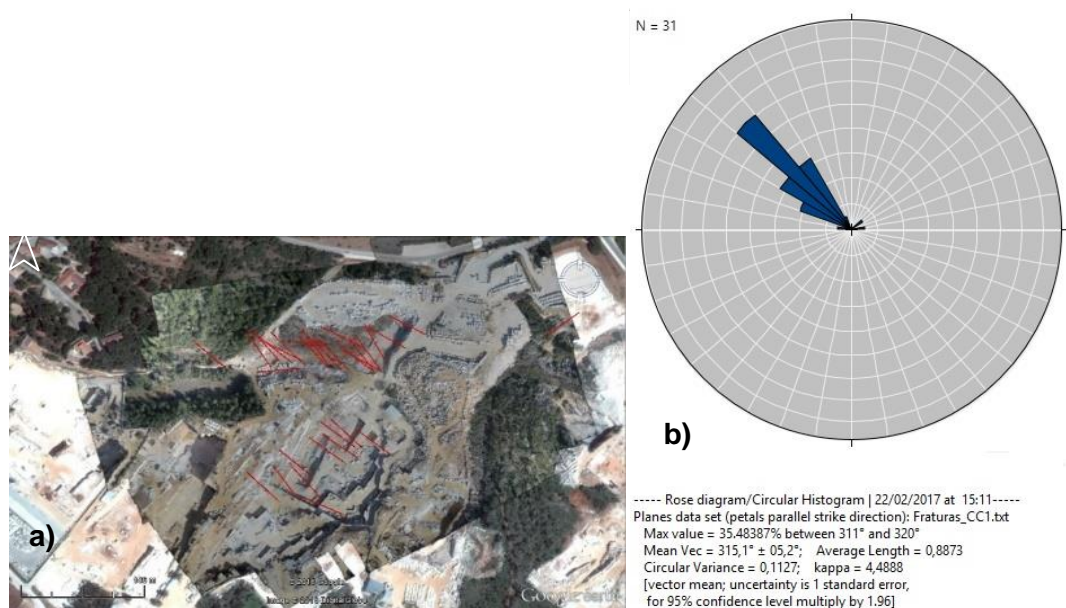 N = 31
b)
a)
Google earth
----- Rose diagram/Circular Histogram | 22/02/2017 at 15:11-----
Planes data set (petals parallel strike direction): Fraturas_CC1.txt
Max value = 35.48387% between 311° and 320°
Mean Vec = 315,1° ± 05,2°; Average Length = 0,8873
Circular Variance = 0,1127; kappa = 4,4888
[vector mean; uncertainty is 1 standard error,
for 95% confidence level multiply by 1.96]